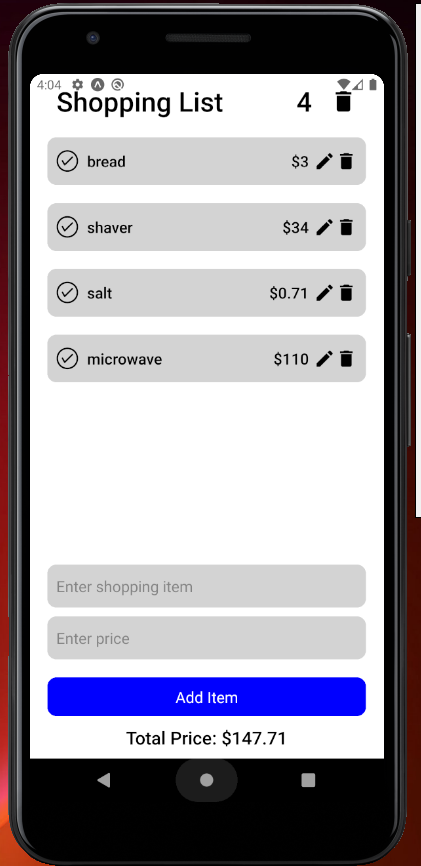 4:04
Shopping List 4
bread $3
shaver $34
salt $0.71
microwave $110
Enter shopping item
Enter price
Add Item
Total Price: $147.71